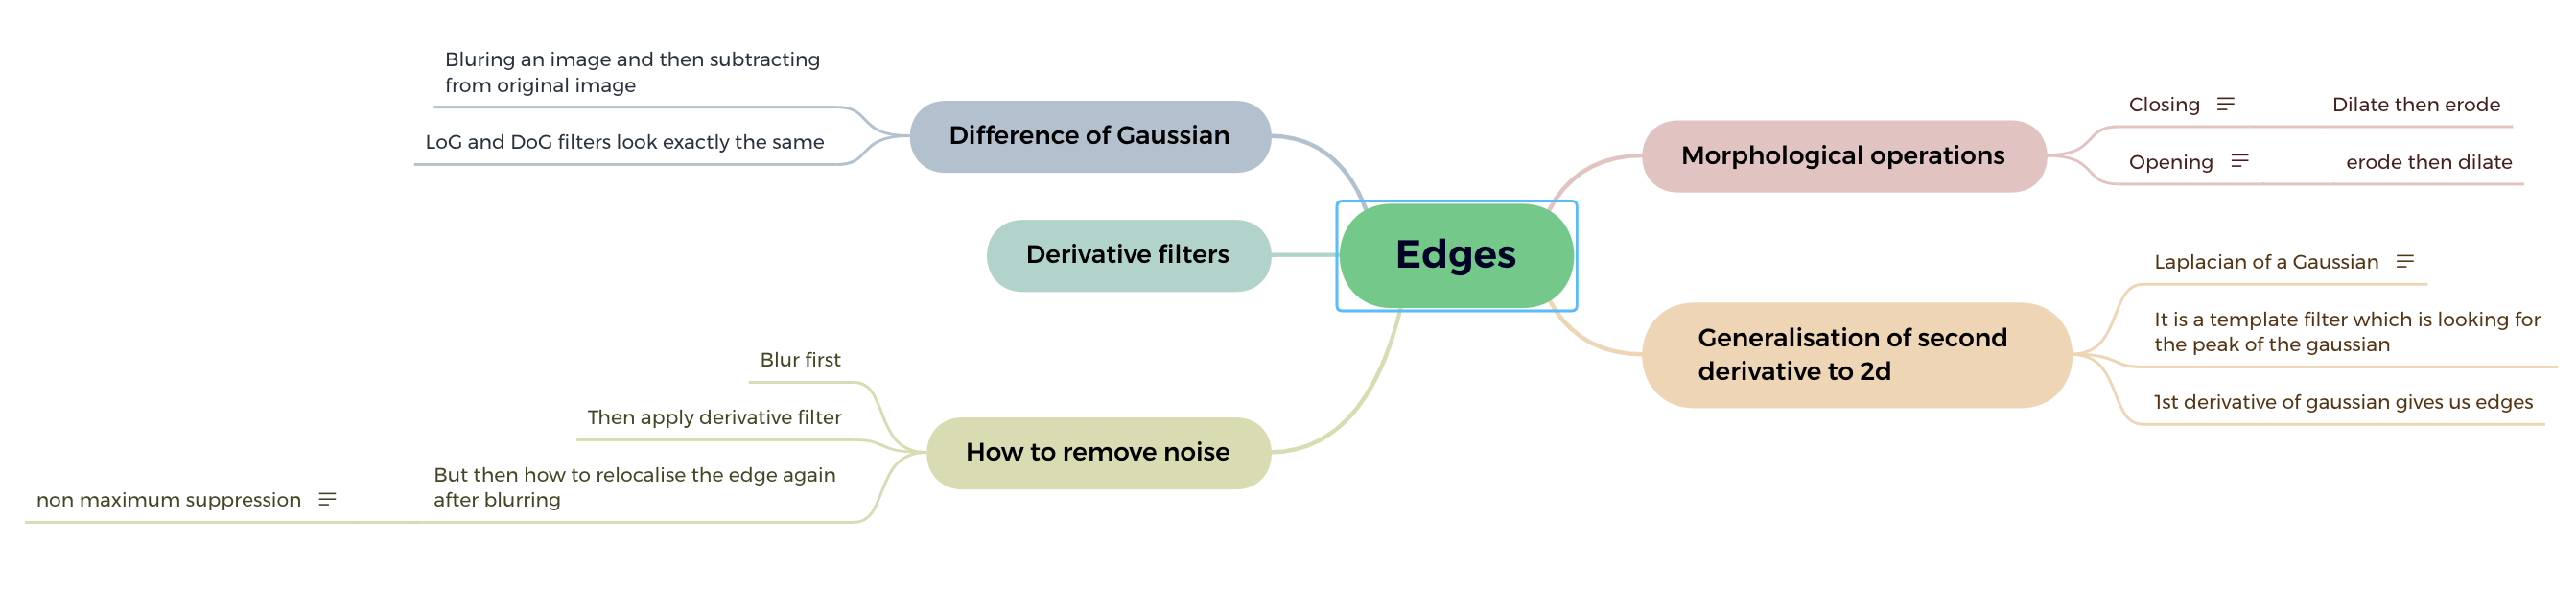 Bluring an image and then subtracting
from original image
LoG and DoG filters look exactly the same
Difference of Gaussian
Derivative filters
Blur first
Then apply derivative filter
But then how to relocalise the edge again
after blurring
non maximum suppression
How to remove noise
Edges
Morphological operations
Closing
Dilate then erode
Opening
erode then dilate
Generalisation of second
derivative to 2d
Laplacian of a Gaussian
It is a template filter which is looking for
the peak of the gaussian
1st derivative of gaussian gives us edges